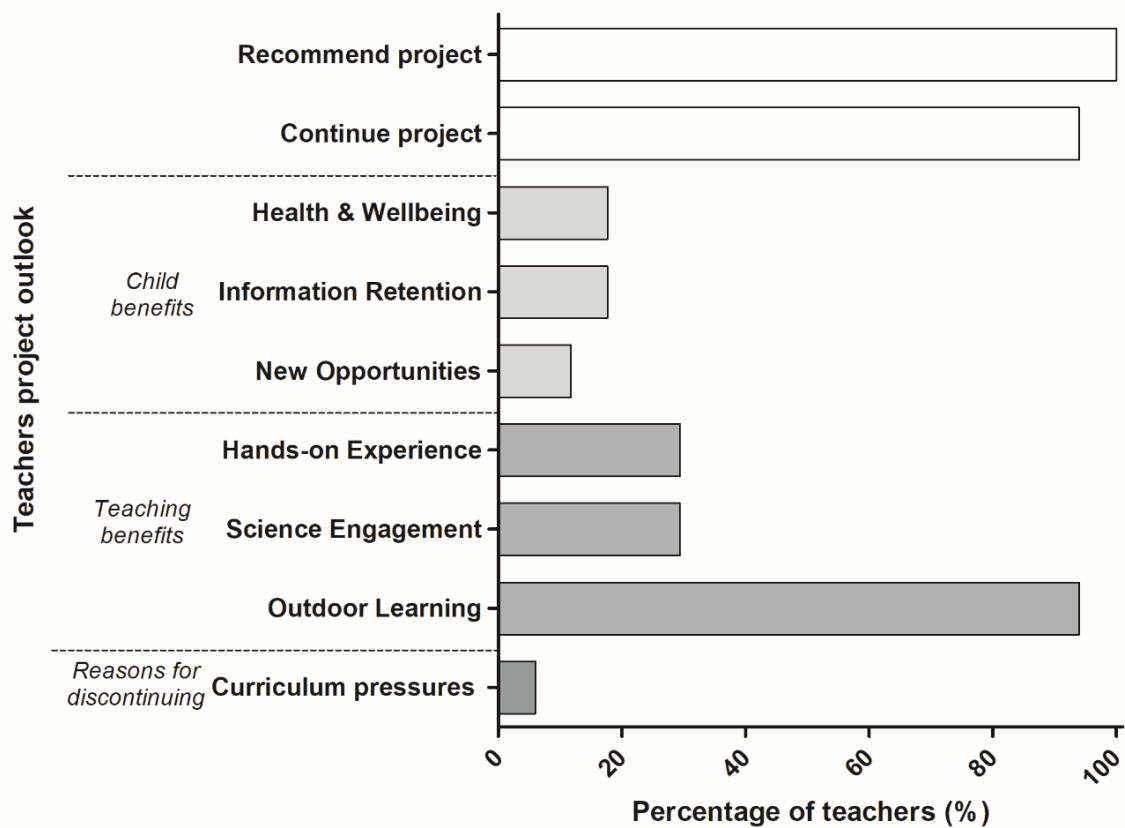 Teachers project outlook
Recommend project
Continue project
Child
benefits
Health & Wellbeing
Information Retention
New Opportunities
Teaching
benefits
Hands-on Experience
Science Engagement
Outdoor Learning
Reasons for
discontinuing
Curriculum pressures
0
20
40
60
80
100
Percentage of teachers (%)